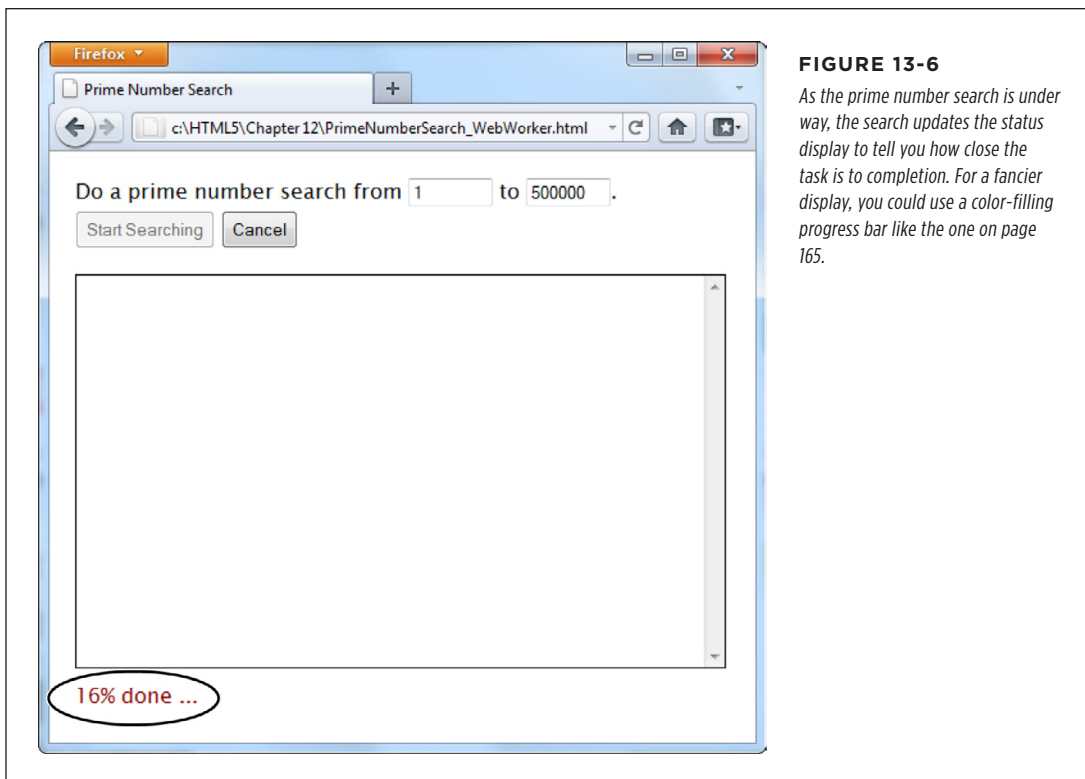 Firefox
Prime Number Search
c:\HTML5\Chapter 12\PrimeNumberSearch_WebWorker.html
Do a prime number search from 1 to 500000 .
Start Searching Cancel
16% done ...
FIGURE 13-6
As the prime number search is under
way, the search updates the status
display to tell you how close the
task is to completion. For a fancier
display, you could use a color-filling
progress bar like the one on page
165.